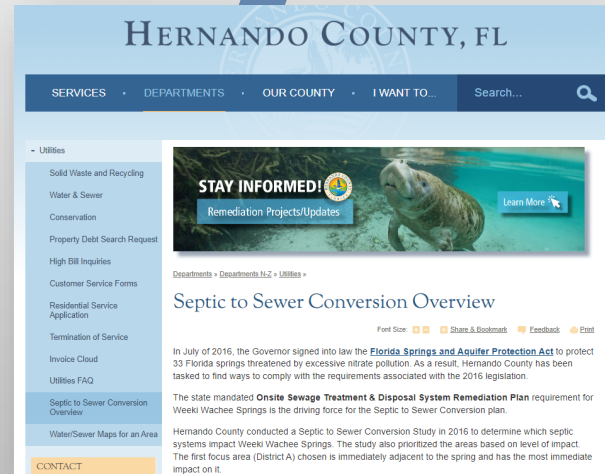 HERNANDO COUNTY, FL
SERVICES · DEPARTMENTS · OUR COUNTY · I WANT TO... Search...
- Utilities
Solid Waste and Recycling
Water & Sewer
Conservation
Property Debt Search Request
High Bill Inquiries
Customer Service Forms
Residential Service
Application
Termination of Service
Invoice Cloud
Utilities FAQ
Septic to Sewer Conversion
Overview
Water/Sewer Maps for an Area
CONTACT
STAY INFORMED!
Remediation Projects/Updates
Learn More
Departments » Departments N-Z » Utilities »
Septic to Sewer Conversion Overview
Font Size: + - + Share & Bookmark Feedback Print
In July of 2016, the Governor signed into law the Florida Springs and Aquifer Protection Act to protect
33 Florida springs threatened by excessive nitrate pollution. As a result, Hernando County has been
tasked to find ways to comply with the requirements associated with the 2016 legislation.
The state mandated Onsite Sewage Treatment & Disposal System Remediation Plan requirement for
Weeki Wachee Springs is the driving force for the Septic to Sewer Conversion plan.
Hernando County conducted a Septic to Sewer Conversion Study in 2016 to determine which septic
systems impact Weeki Wachee Springs. The study also prioritized the areas based on level of impact.
The first focus area (District A) chosen is immediately adjacent to the spring and has the most immediate
impact on it.